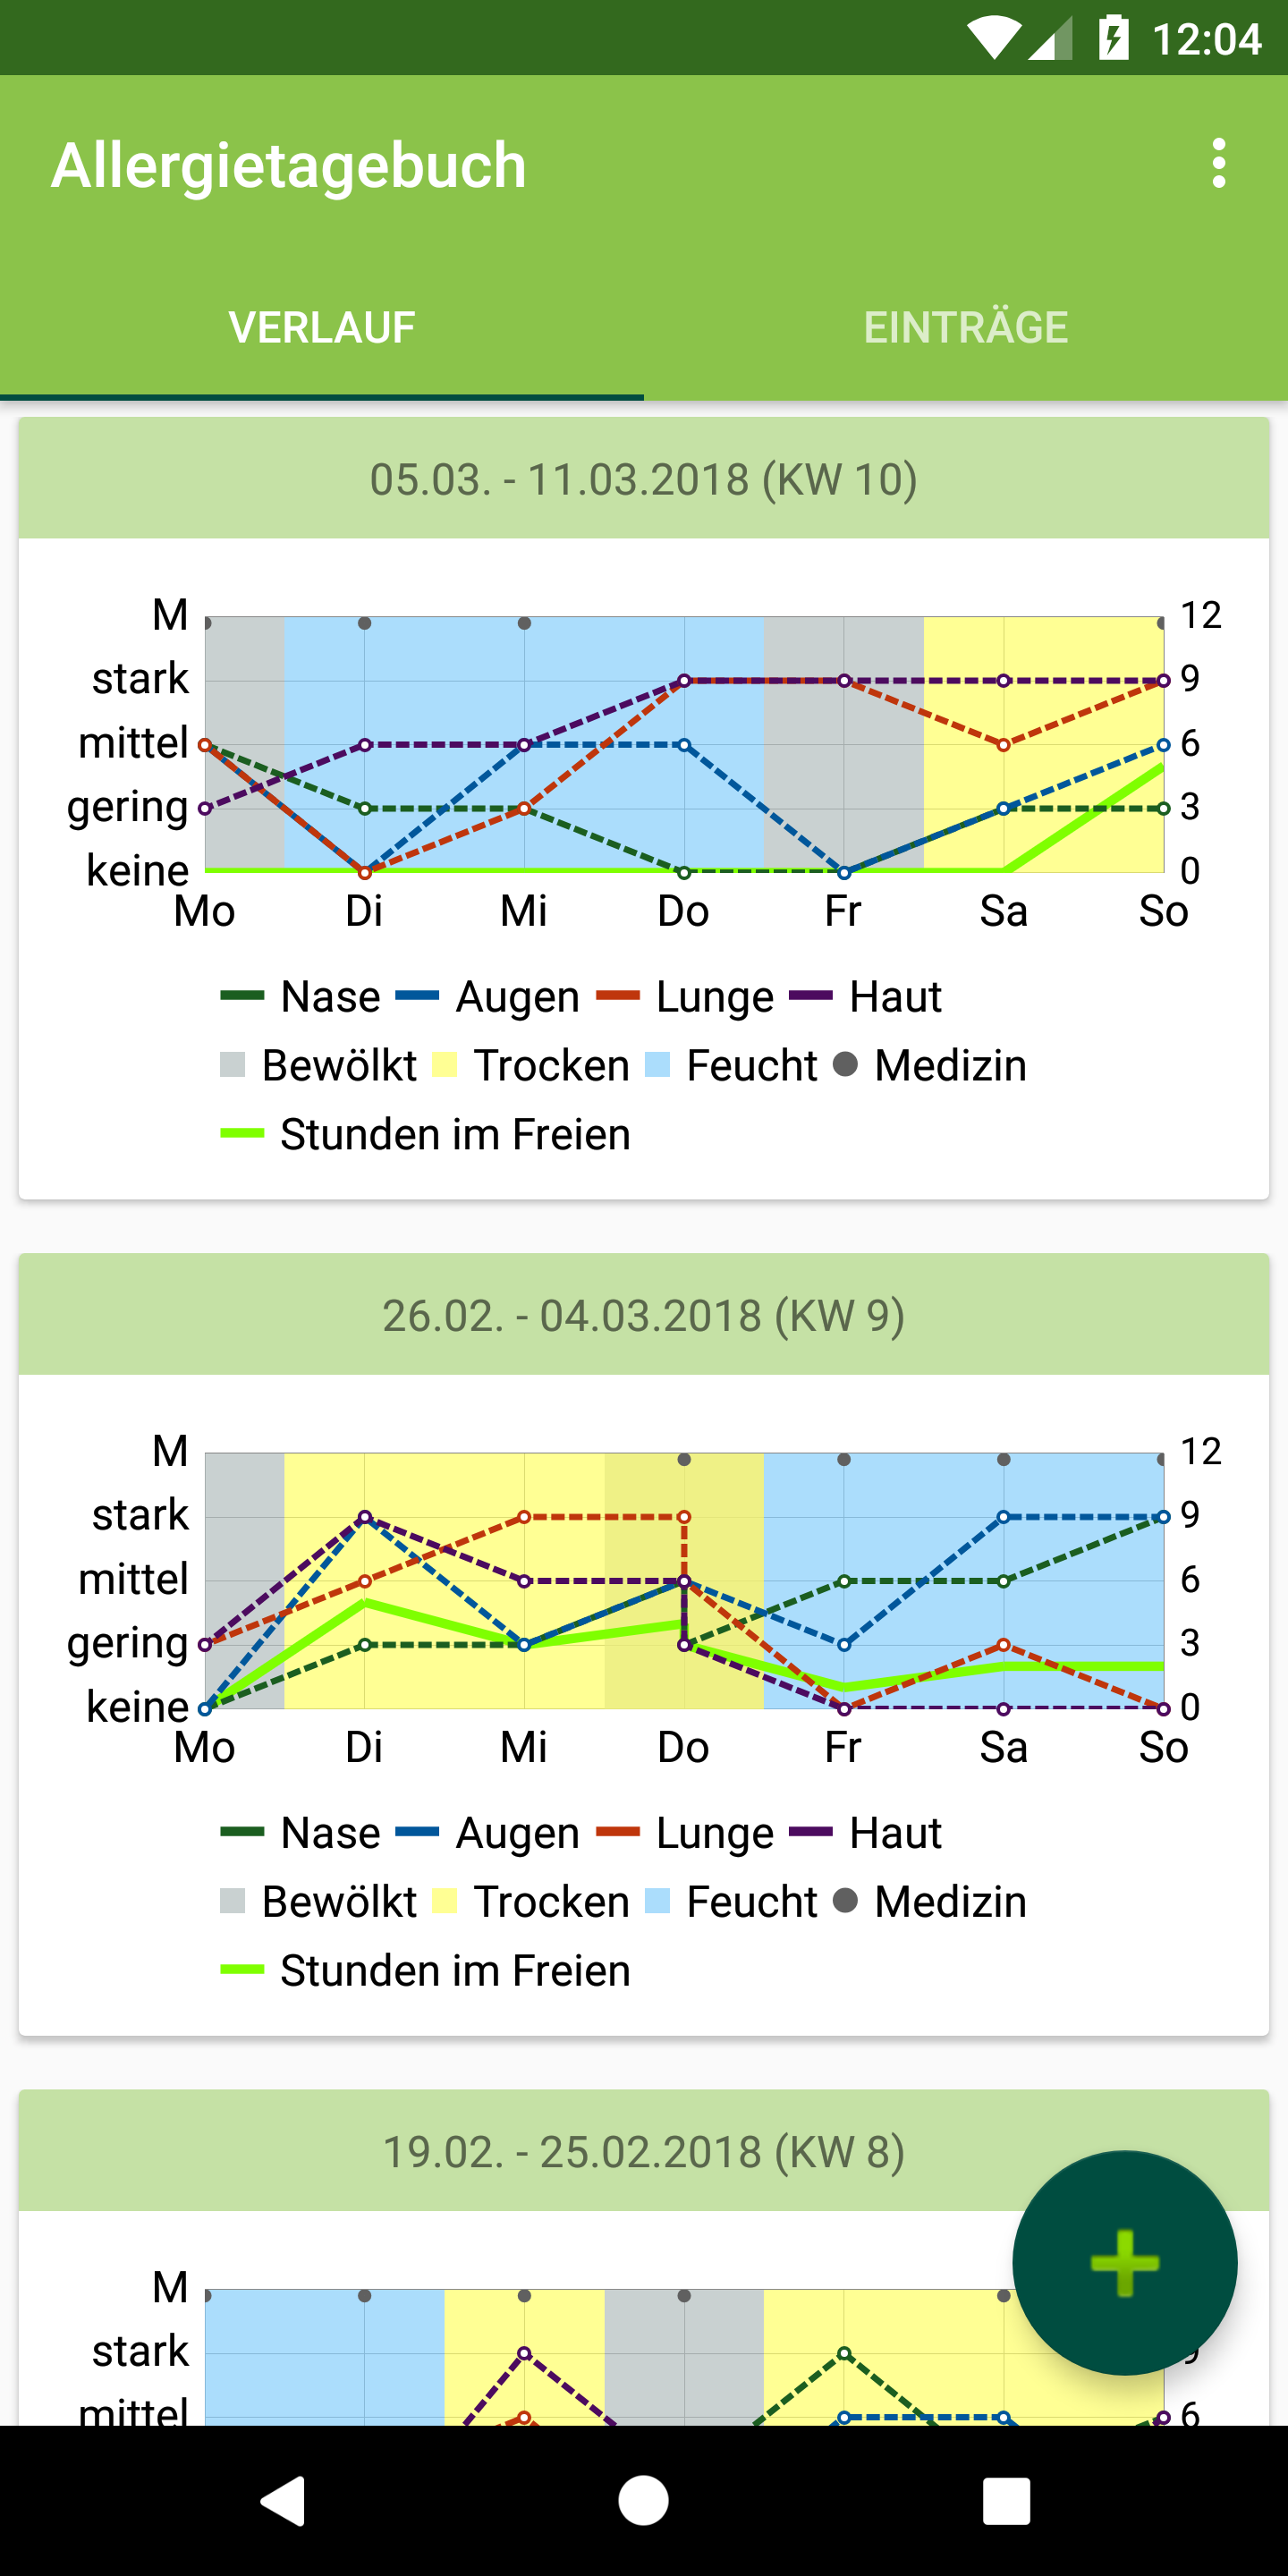 12:04
Allergietagebuch
VERLAUF EINTRÄGE
05.03. - 11.03.2018 (KW 10)
M 12
stark 9
mittel 6
gering 3
keine 0
Mo Di Mi Do Fr Sa So
Nase Augen Lunge Haut
Bewölkt Trocken Feucht Medizin
Stunden im Freien
26.02. - 04.03.2018 (KW 9)
M 12
stark 9
mittel 6
gering 3
keine 0
Mo Di Mi Do Fr Sa So
Nase Augen Lunge Haut
Bewölkt Trocken Feucht Medizin
Stunden im Freien
19.02. - 25.02.2018 (KW 8)
M
stark 9
mittel 6